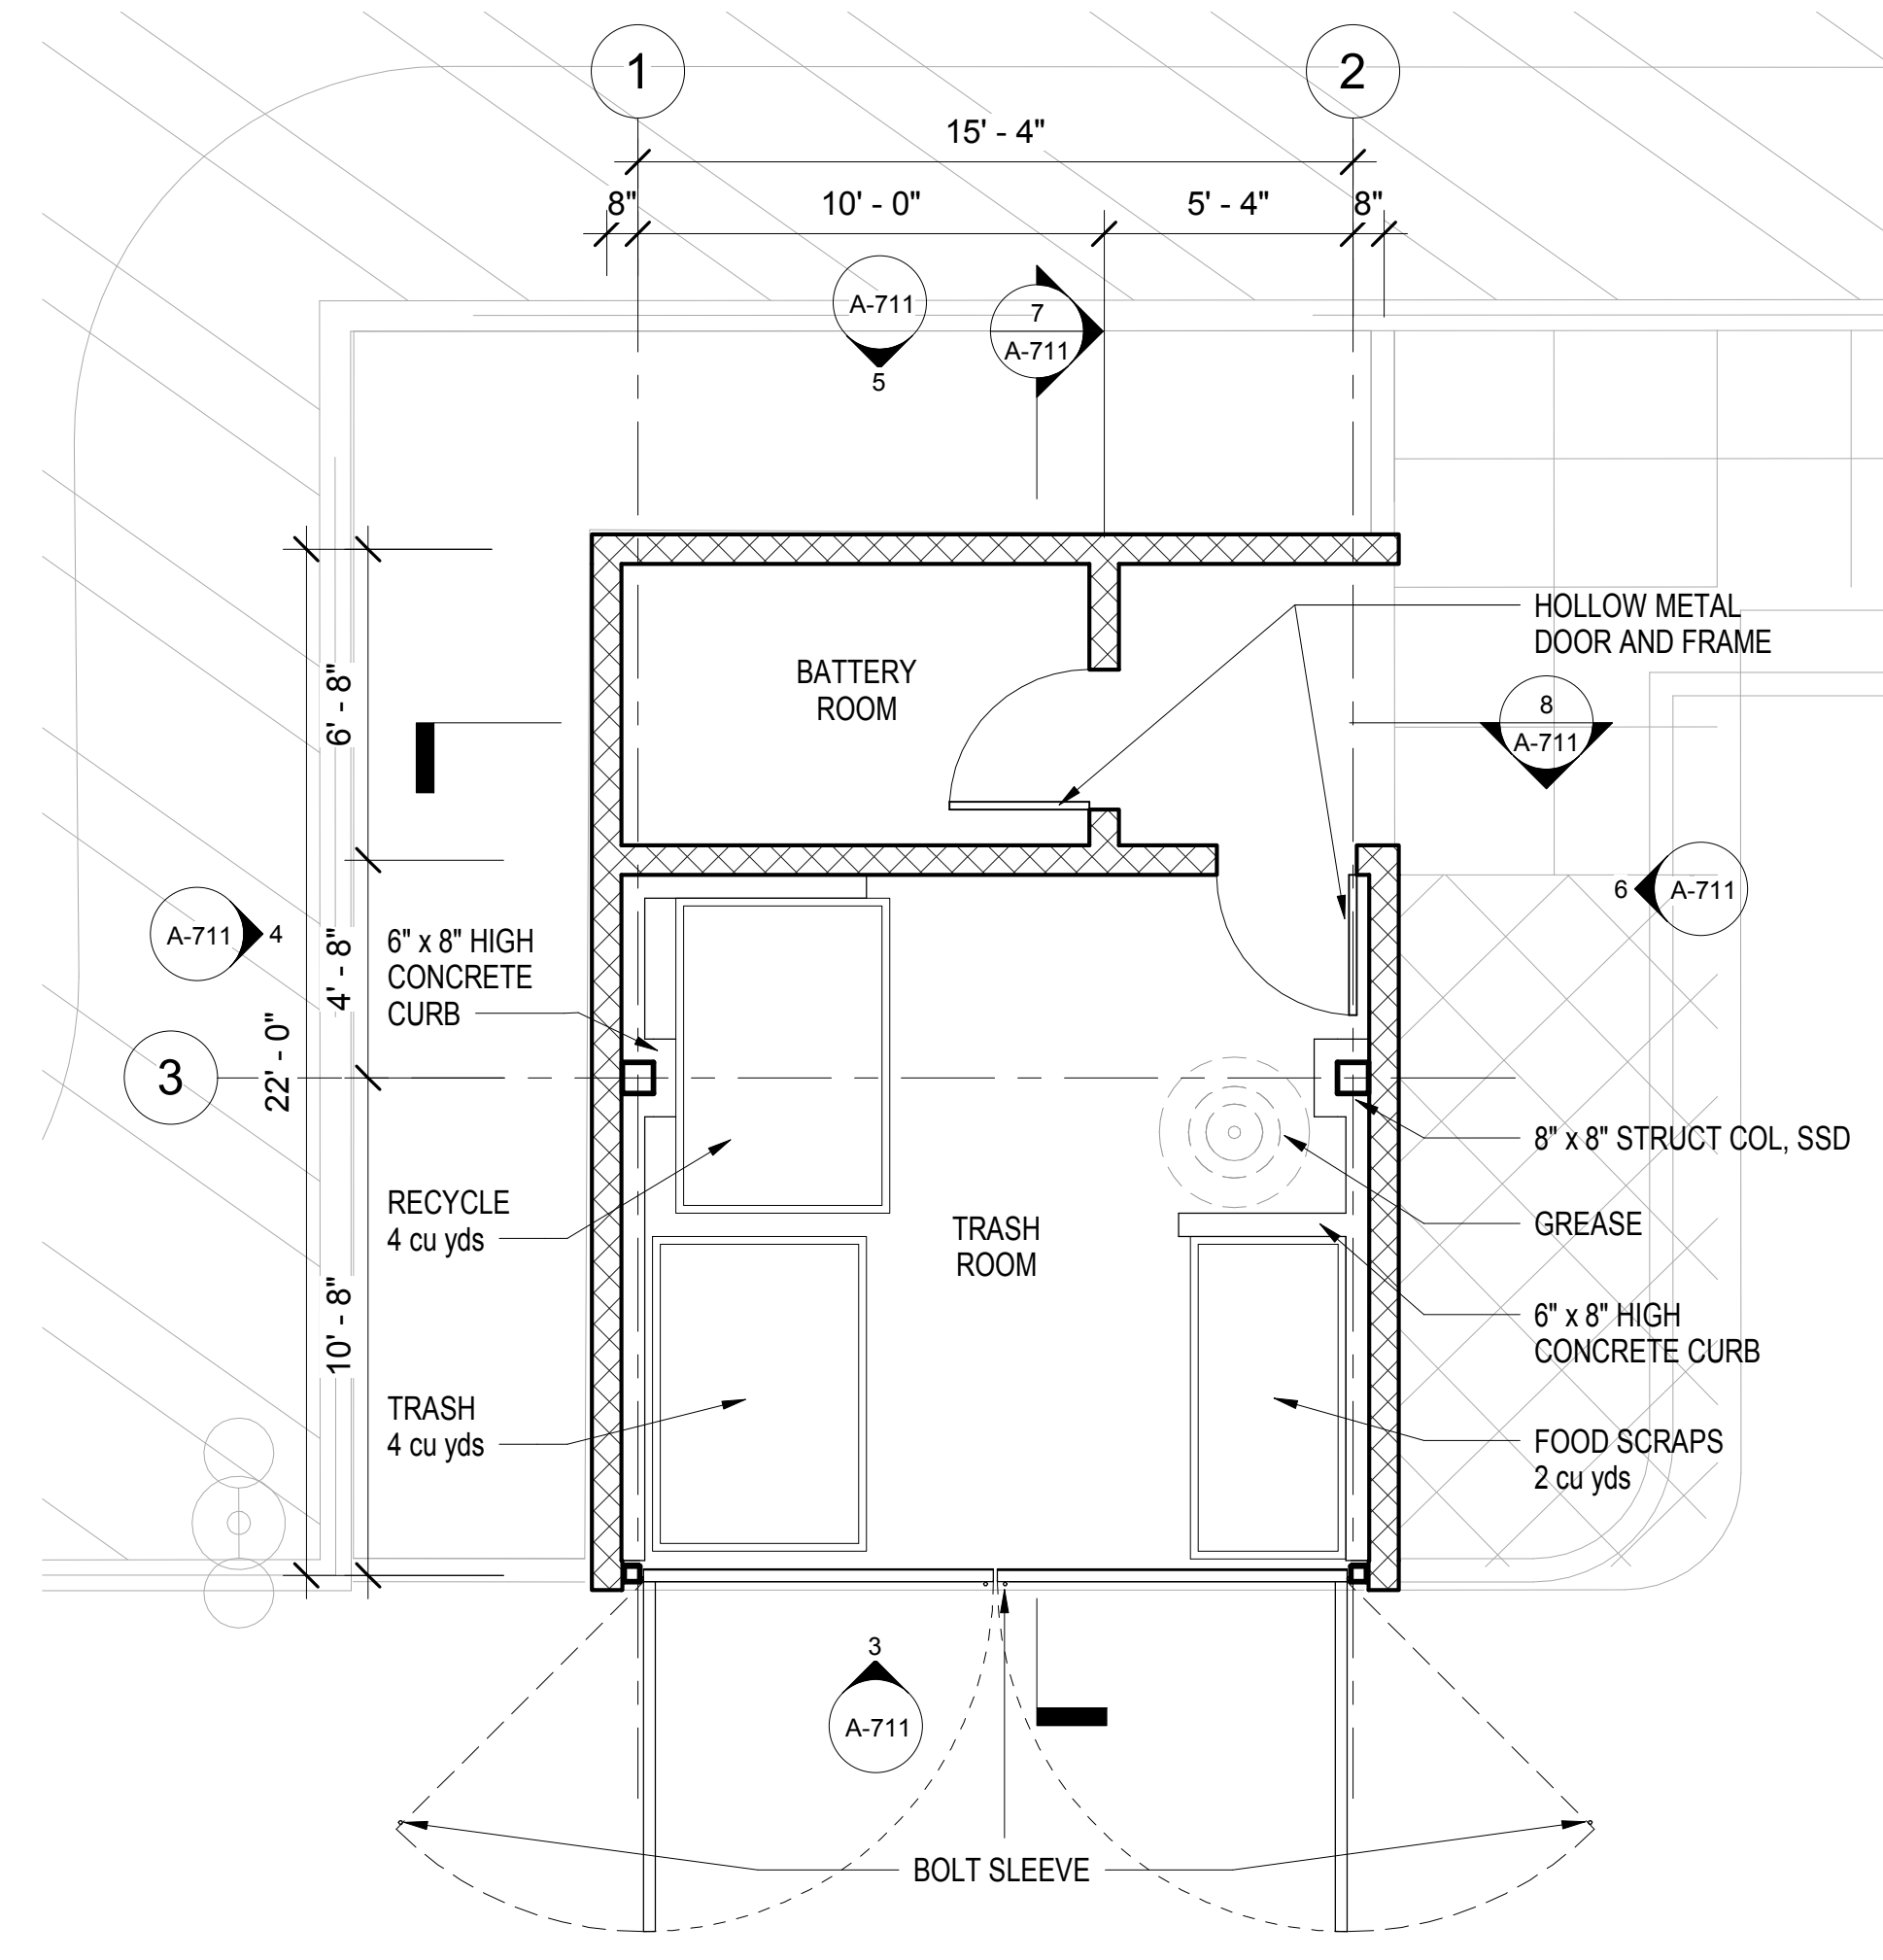 1
2
15' - 4"
8"
10' - 0"
5' - 4"
8"
A-711
5
7
A-711
HOLLOW METAL
DOOR AND FRAME
BATTERY
ROOM
6' - 8"
8
A-711
6
A-711
A-711
4
6" x 8" HIGH
CONCRETE
CURB
4' - 8"
22' - 0"
3
8" x 8" STRUCT COL, SSD
RECYCLE
4 cu yds
TRASH
ROOM
GREASE
10' - 8"
6" x 8" HIGH
CONCRETE CURB
TRASH
4 cu yds
FOOD SCRAPS
2 cu yds
3
A-711
BOLT SLEEVE